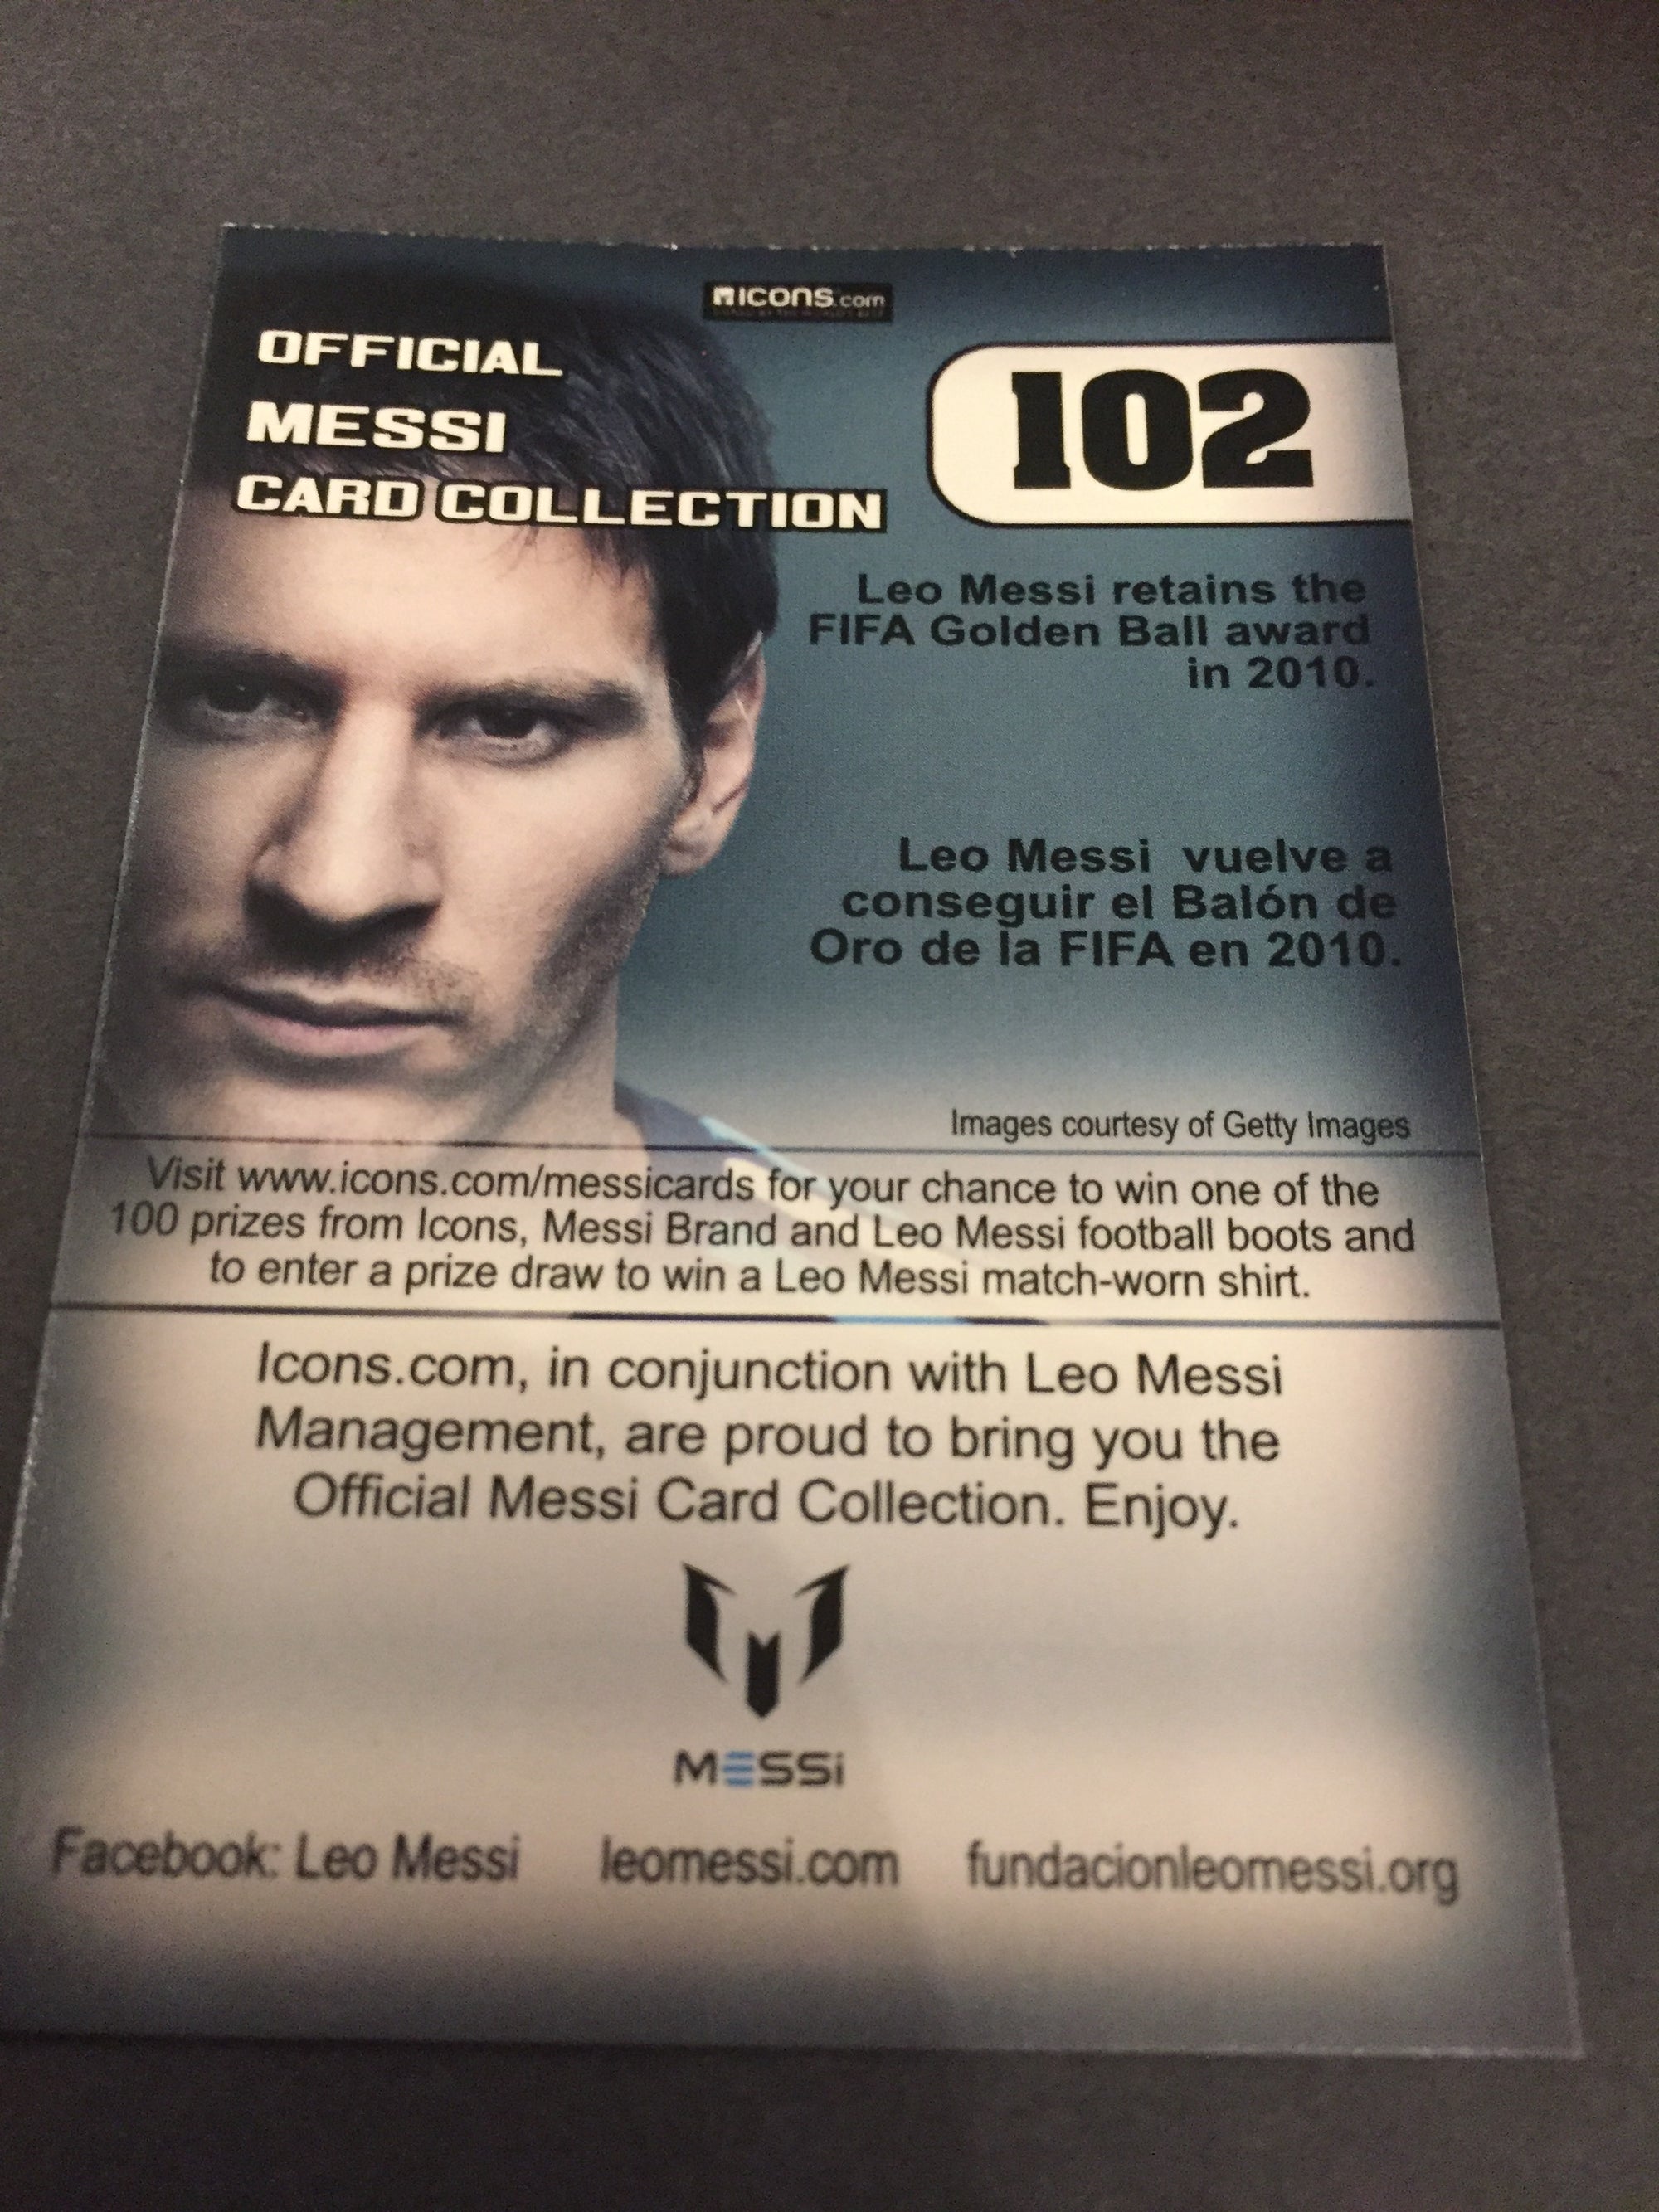 ICONS.com
OFFICIAL
MESSI
CARD COLLECTION
102
Leo Messi retains the
FIFA Golden Ball award
in 2010.
Leo Messi vuelve a
conseguir el Balón de
Oro de la FIFA en 2010.
Images courtesy of Getty Images
Visit www.icons.com/messicards for your chance to win one of the
100 prizes from Icons, Messi Brand and Leo Messi football boots and
to enter a prize draw to win a Leo Messi match-worn shirt.
Icons.com, in conjunction with Leo Messi
Management, are proud to bring you the
Official Messi Card Collection. Enjoy.
MESSi
Facebook: Leo Messi leomessi.com fundacionleomessi.org